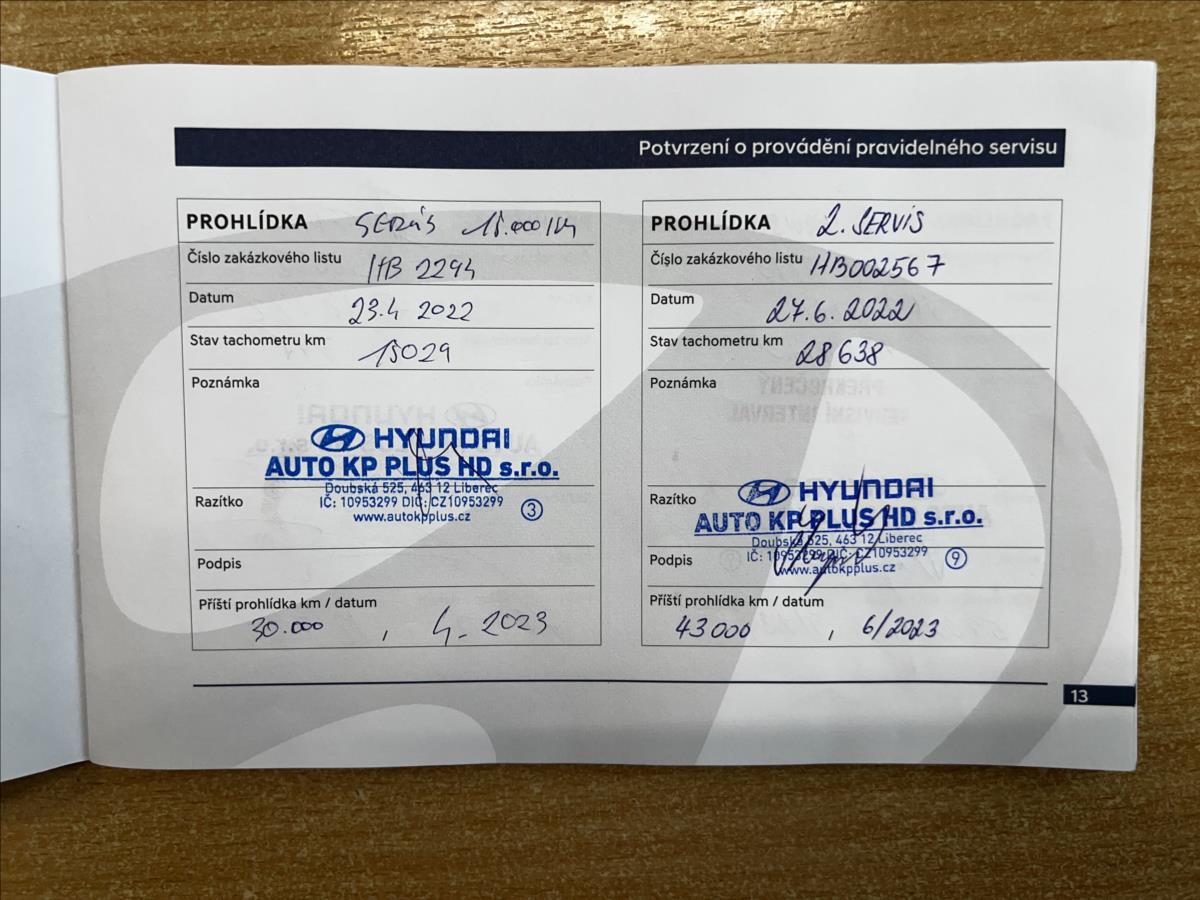 Potvrzení o provádění pravidelného servisu
PROHLÍDKA SERVIS 15.000 KM
Číslo zakázkového listu HB 2294
Datum 23.4 2022
Stav tachometru km 15029
Poznámka
HYUNDAI
AUTO KP PLUS HD s.r.o.
Doubská 525, 463 12 Liberec
Razítko IČ: 10953299 DIČ: CZ10953299 3
www.autokpplus.cz
Podpis
Příští prohlídka km / datum
30.000 , 4. 2023
PROHLÍDKA 2. SERVIS
Číslo zakázkového listu HB002567
Datum 27.6.2022
Stav tachometru km 28638
Poznámka
Razítko HYUNDAI
AUTO KP PLUS HD s.r.o.
Doubská 525, 463 12 Liberec
Podpis IČ: 10953299 DIČ: CZ10953299 9
www.autokpplus.cz
Příští prohlídka km / datum
43000 , 6/2023
13